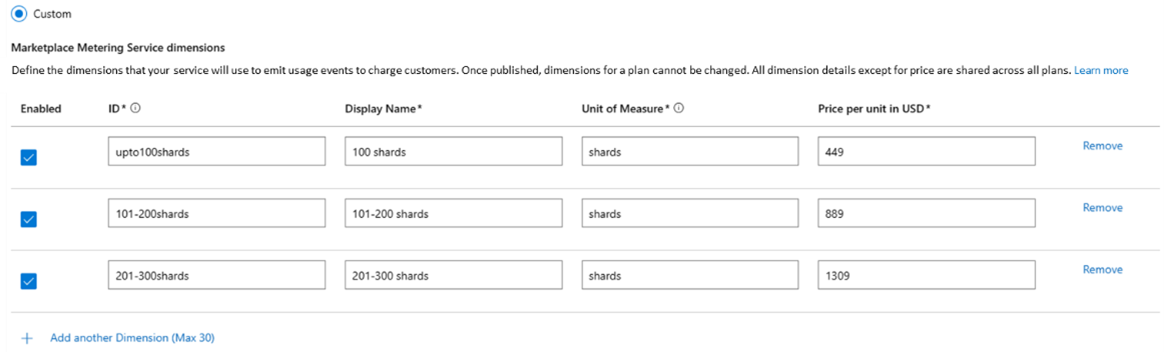 Custom
Marketplace Metering Service dimensions
Define the dimensions that your service will use to emit usage events to charge customers. Once published, dimensions for a plan cannot be changed. All dimension details except for price are shared across all plans. Learn more
Enabled ID* Display Name* Unit of Measure* Price per unit in USD*
upto100shards 100 shards shards 449 Remove
101-200shards 101-200 shards shards 889 Remove
201-300shards 201-300 shards shards 1309 Remove
+ Add another Dimension (Max 30)